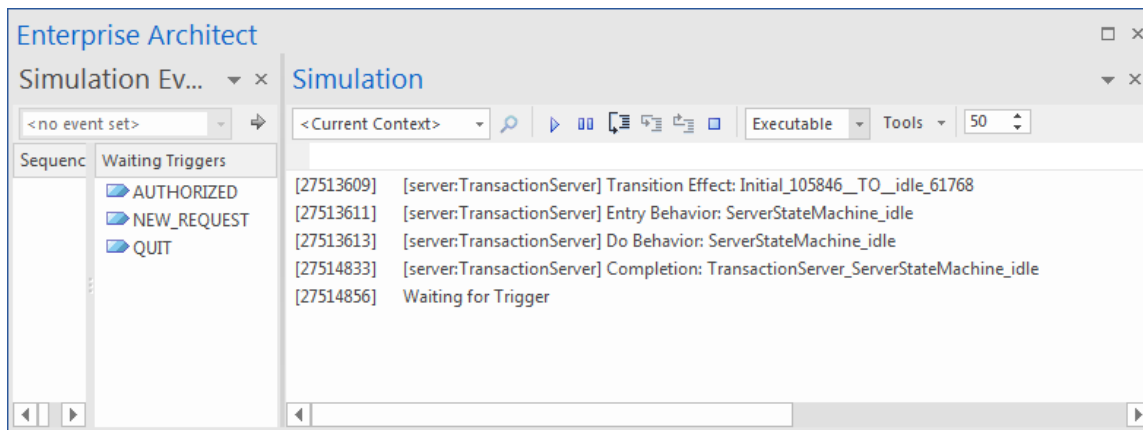 Enterprise Architect
Simulation Ev...
<no event set>
Sequenc Waiting Triggers
AUTHORIZED
NEW_REQUEST
QUIT
Simulation
<Current Context> Executable Tools 50
[27513609] [server:TransactionServer] Transition Effect: Initial_105846__TO__idle_61768
[27513611] [server:TransactionServer] Entry Behavior: ServerStateMachine_idle
[27513613] [server:TransactionServer] Do Behavior: ServerStateMachine_idle
[27514833] [server:TransactionServer] Completion: TransactionServer_ServerStateMachine_idle
[27514856] Waiting for Trigger